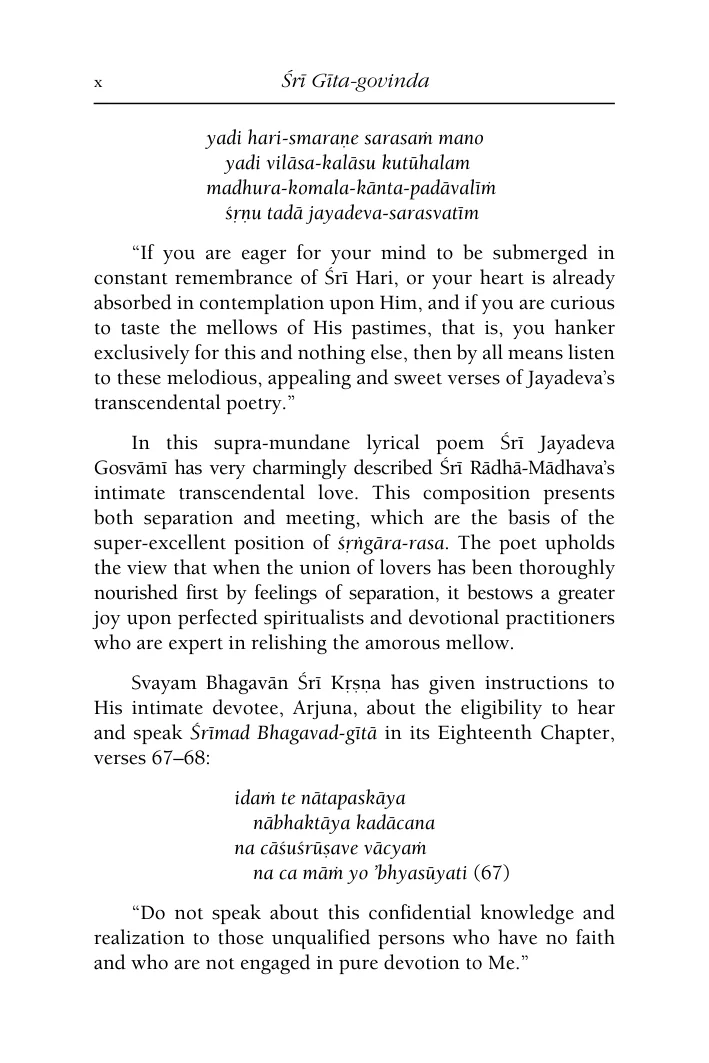 x
Śrī Gīta-govinda
yadi hari-smaraṇe sarasaṁ mano
yadi vilāsa-kalāsu kutūhalam
madhura-komala-kānta-padāvalīṁ
śṛṇu tadā jayadeva-sarasvatīm
“If you are eager for your mind to be submerged in
constant remembrance of Śrī Hari, or your heart is already
absorbed in contemplation upon Him, and if you are curious
to taste the mellows of His pastimes, that is, you hanker
exclusively for this and nothing else, then by all means listen
to these melodious, appealing and sweet verses of Jayadeva’s
transcendental poetry.”
In this supra-mundane lyrical poem Śrī Jayadeva
Gosvāmī has very charmingly described Śrī Rādhā-Mādhava’s
intimate transcendental love. This composition presents
both separation and meeting, which are the basis of the
super-excellent position of śṛṅgāra-rasa. The poet upholds
the view that when the union of lovers has been thoroughly
nourished first by feelings of separation, it bestows a greater
joy upon perfected spiritualists and devotional practitioners
who are expert in relishing the amorous mellow.
Svayam Bhagavān Śrī Kṛṣṇa has given instructions to
His intimate devotee, Arjuna, about the eligibility to hear
and speak Śrīmad Bhagavad-gītā in its Eighteenth Chapter,
verses 67–68:
idaṁ te nātapaskāya
nābhaktāya kadācana
na cāśuśrūṣave vācyaṁ
na ca māṁ yo ’bhyasūyati (67)
“Do not speak about this confidential knowledge and
realization to those unqualified persons who have no faith
and who are not engaged in pure devotion to Me.”